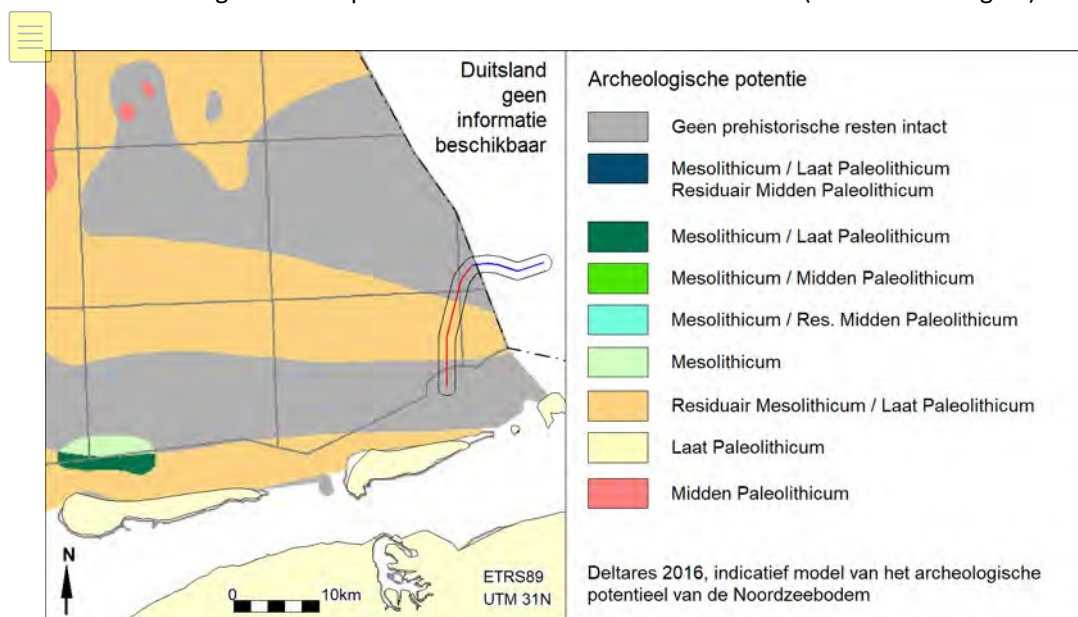 Duitsland
geen
informatie
beschikbaar
N
0
10km
ETRS89
UTM 31N
Archeologische potentie
Geen prehistorische resten intact
Mesolithicum / Laat Paleolithicum
Residuair Midden Paleolithicum
Mesolithicum / Laat Paleolithicum
Mesolithicum / Midden Paleolithicum
Mesolithicum / Res. Midden Paleolithicum
Mesolithicum
Residuair Mesolithicum / Laat Paleolithicum
Laat Paleolithicum
Midden Paleolithicum
Deltares 2016, indicatief model van het archeologische
potentieel van de Noordzeebodem